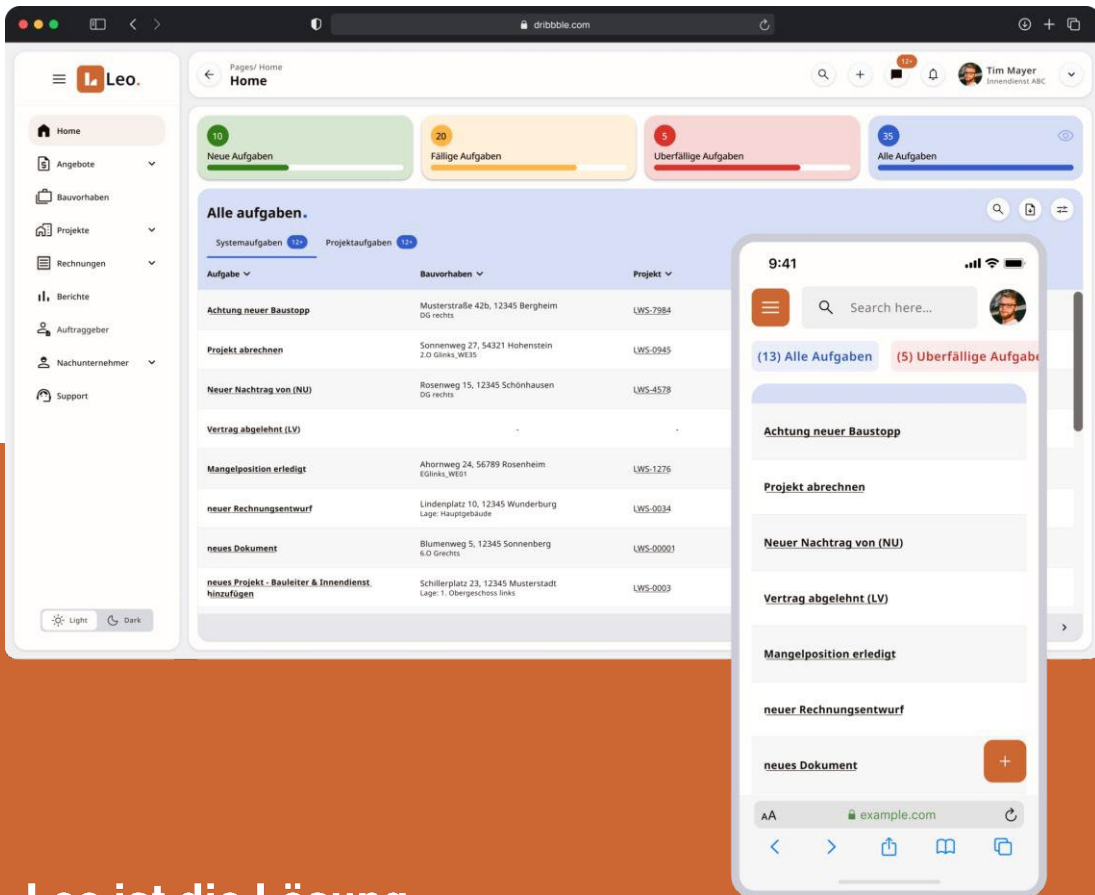 dribbble.com
Leo.
Pages/ Home
Home
12+
Tim Mayer
Innendienst ABC
Home
Angebote
Bauvorhaben
Projekte
Rechnungen
Berichte
Auftraggeber
Nachunternehmer
Support
Light
Dark
10
Neue Aufgaben
20
Fällige Aufgaben
5
Uberfällige Aufgaben
35
Alle Aufgaben
Alle aufgaben.
Systemaufgaben 12+ Projektaufgaben 12+
Aufgabe Bauvorhaben Projekt
Achtung neuer Baustopp Musterstraße 42b, 12345 Bergheim LWS-7984
DG rechts
Projekt abrechnen Sonnenweg 27, 54321 Hohenstein LWS-0945
2.O Glinks_WE35
Neuer Nachtrag von (NU) Rosenweg 15, 12345 Schönhausen LWS-4578
DG rechts
Vertrag abgelehnt (LV) - -
Mangelposition erledigt Ahornweg 24, 56789 Rosenheim LWS-1276
EGlinks_WE01
neuer Rechnungsentwurf Lindenplatz 10, 12345 Wunderburg LWS-0034
Lage: Hauptgebäude
neues Dokument Blumenweg 5, 12345 Sonnenberg LWS-00001
6.O Grechts
neues Projekt - Bauleiter & Innendienst Schillerplatz 23, 12345 Musterstadt LWS-0003
hinzufügen Lage: 1. Obergeschoss links
9:41
Search here...
(13) Alle Aufgaben (5) Uberfällige Aufgabe
Achtung neuer Baustopp
Projekt abrechnen
Neuer Nachtrag von (NU)
Vertrag abgelehnt (LV)
Mangelposition erledigt
neuer Rechnungsentwurf
neues Dokument
AA example.com
Leo ist die Lösung